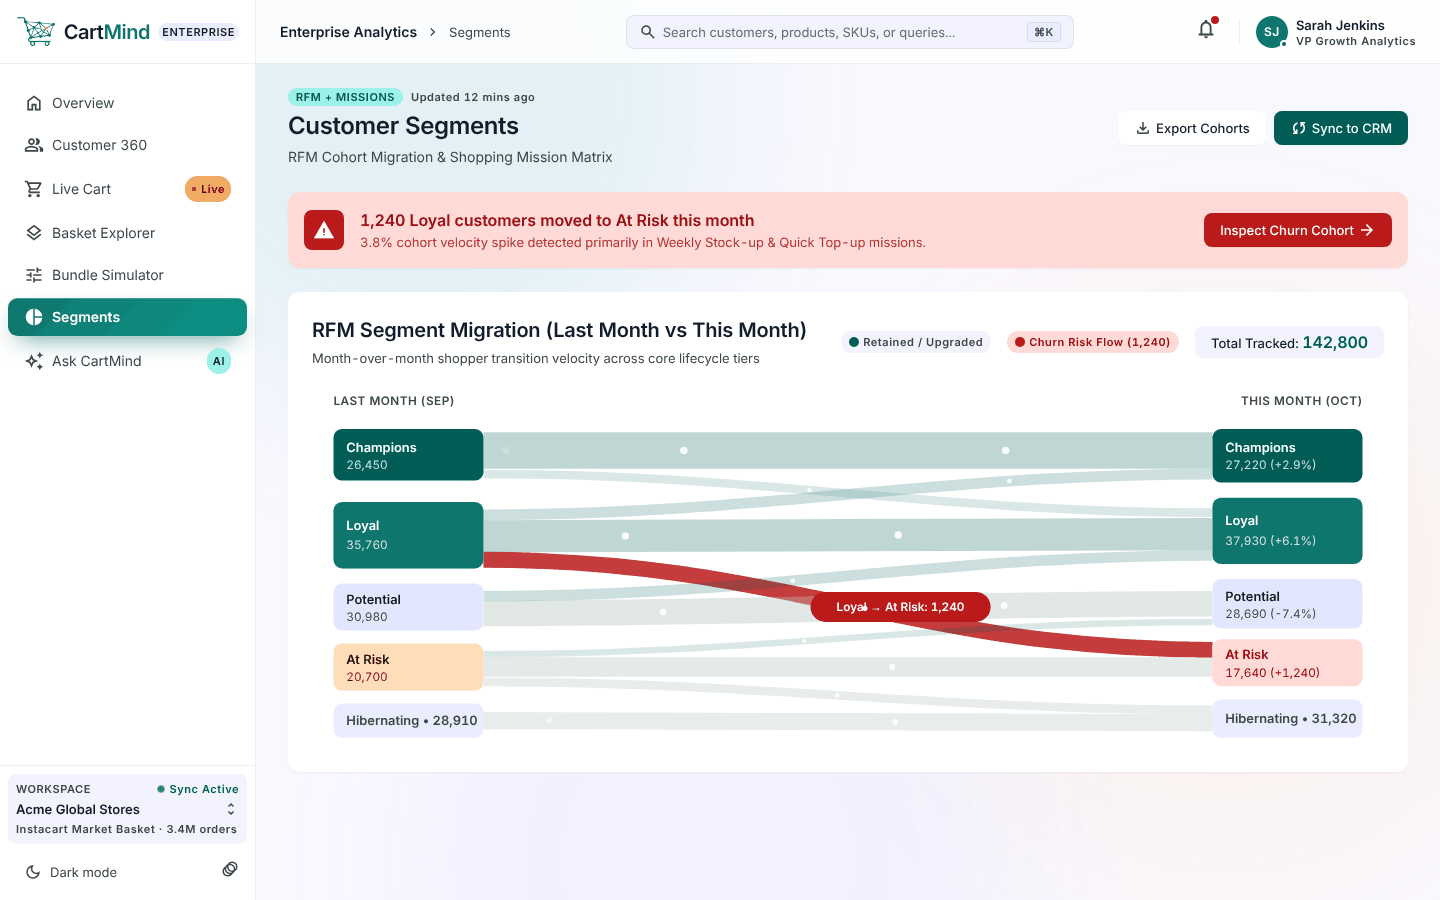 CartMind ENTERPRISE
Enterprise Analytics > Segments
Search customers, products, SKUs, or queries...
⌘K
SJ
Sarah Jenkins
VP Growth Analytics
Overview
Customer 360
Live Cart
Live
Basket Explorer
Bundle Simulator
Segments
Ask CartMind
AI
WORKSPACE
Sync Active
Acme Global Stores
Instacart Market Basket · 3.4M orders
Dark mode
RFM + MISSIONS
Updated 12 mins ago
Customer Segments
RFM Cohort Migration & Shopping Mission Matrix
Export Cohorts
Sync to CRM
1,240 Loyal customers moved to At Risk this month
3.8% cohort velocity spike detected primarily in Weekly Stock-up & Quick Top-up missions.
Inspect Churn Cohort →
RFM Segment Migration (Last Month vs This Month)
Month-over-month shopper transition velocity across core lifecycle tiers
Retained / Upgraded
Churn Risk Flow (1,240)
Total Tracked: 142,800
LAST MONTH (SEP)
THIS MONTH (OCT)
Champions
26,450
Champions
27,220 (+2.9%)
Loyal
35,760
Loyal
37,930 (+6.1%)
Potential
30,980
Potential
28,690 (-7.4%)
Loyal → At Risk: 1,240
At Risk
20,700
At Risk
17,640 (+1,240)
Hibernating • 28,910
Hibernating • 31,320